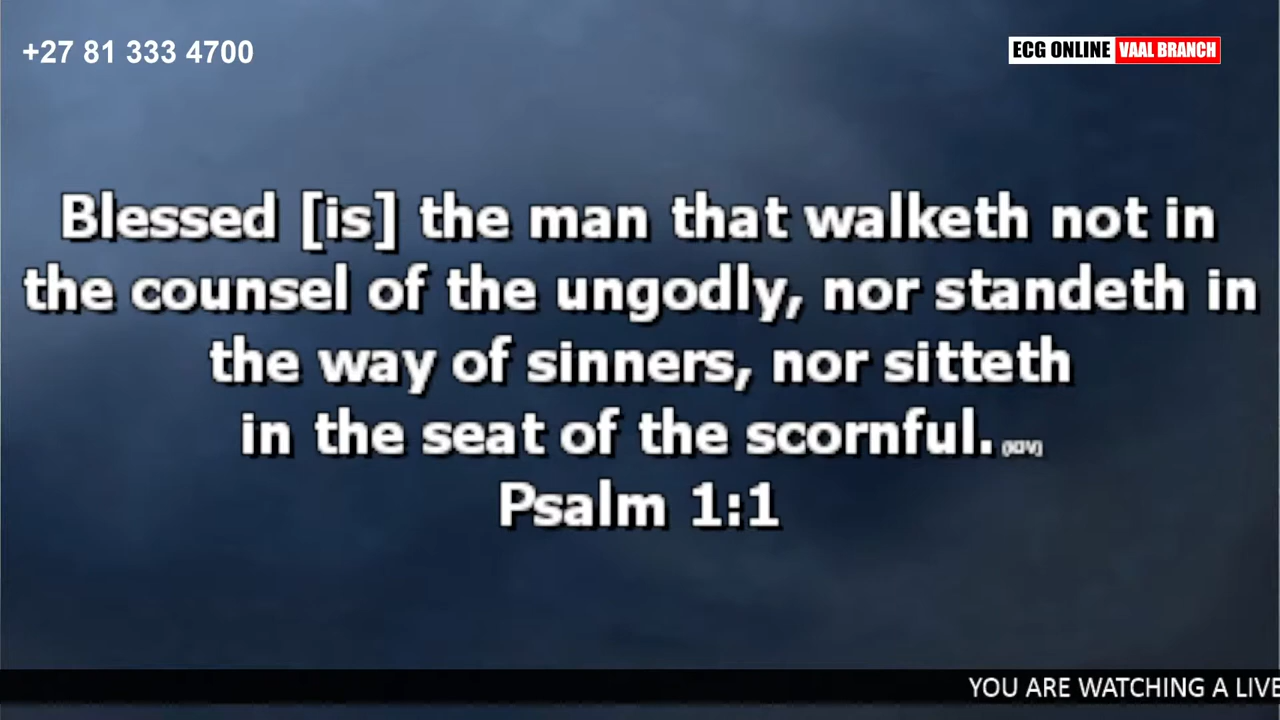 +27 81 333 4700
ECG ONLINE VAAL BRANCH
Blessed [is] the man that walketh not in
the counsel of the ungodly, nor standeth in
the way of sinners, nor sitteth
in the seat of the scornful.
Psalm 1:1
YOU ARE WATCHING A LIVE